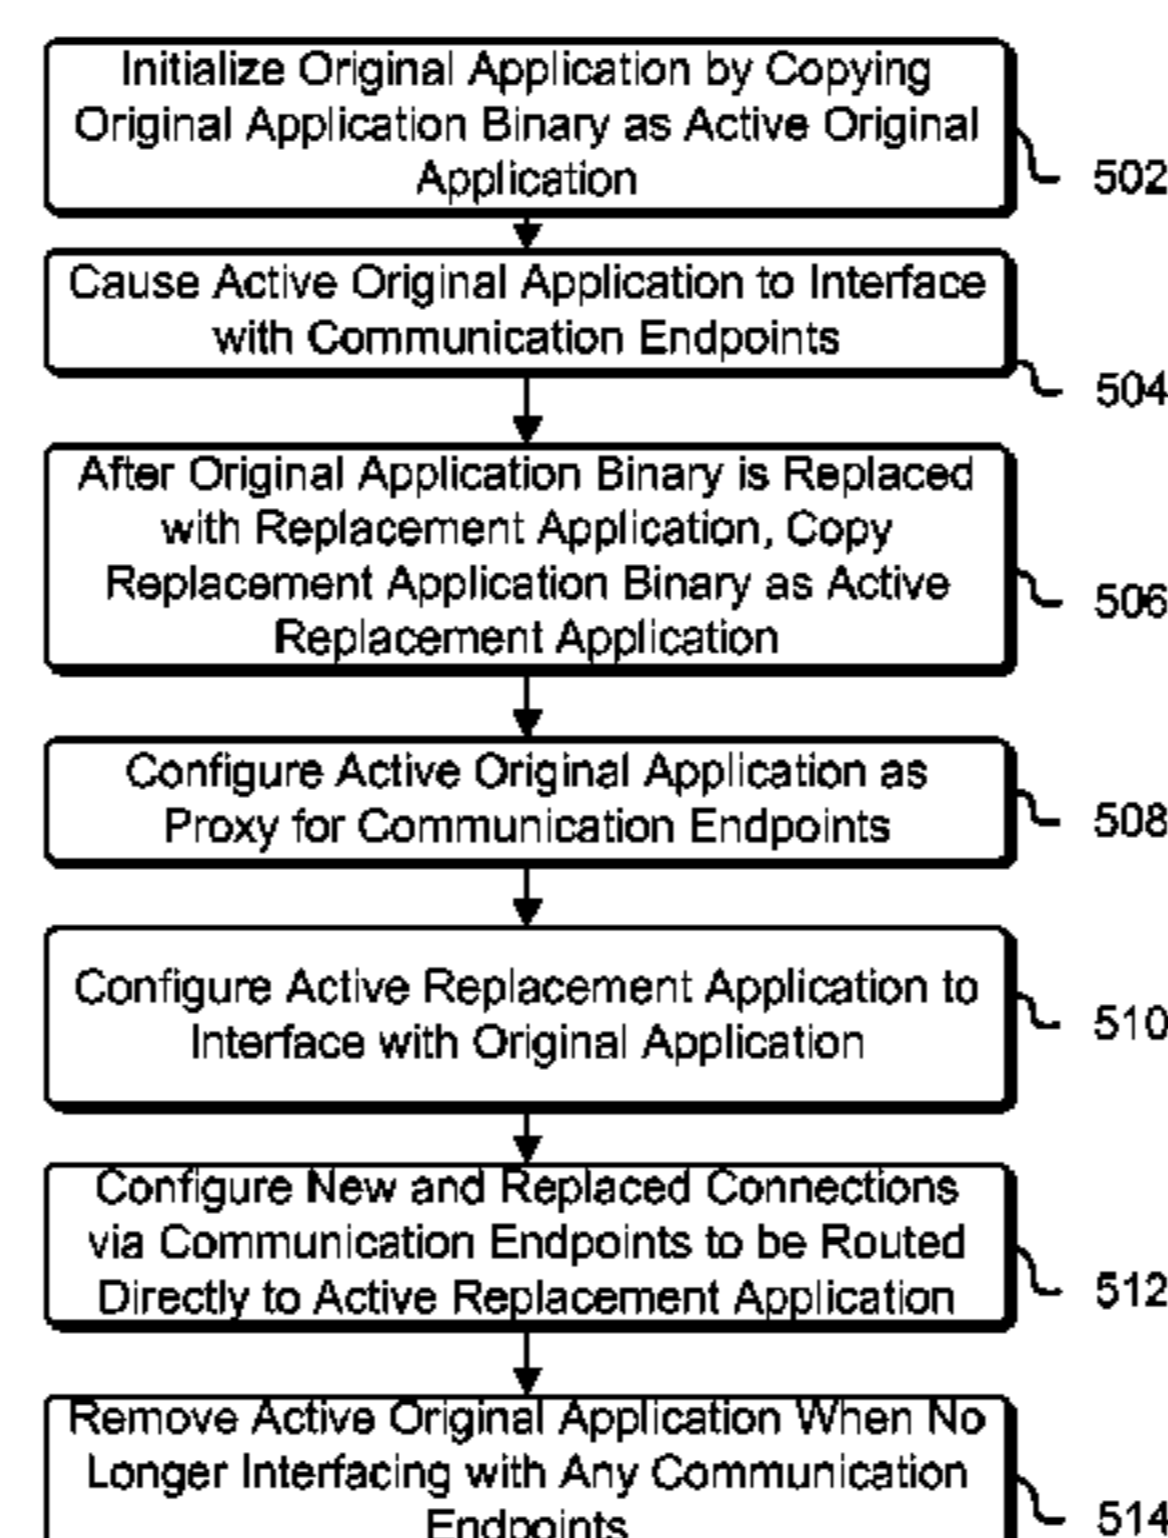 Initialize Original Application by Copying
Original Application Binary as Active Original
Application
502
Cause Active Original Application to Interface
with Communication Endpoints
504
After Original Application Binary is Replaced
with Replacement Application, Copy
Replacement Application Binary as Active
Replacement Application
506
Configure Active Original Application as
Proxy for Communication Endpoints
508
Configure Active Replacement Application to
Interface with Original Application
510
Configure New and Replaced Connections
via Communication Endpoints to be Routed
Directly to Active Replacement Application
512
Remove Active Original Application When No
Longer Interfacing with Any Communication
Endpoints
514